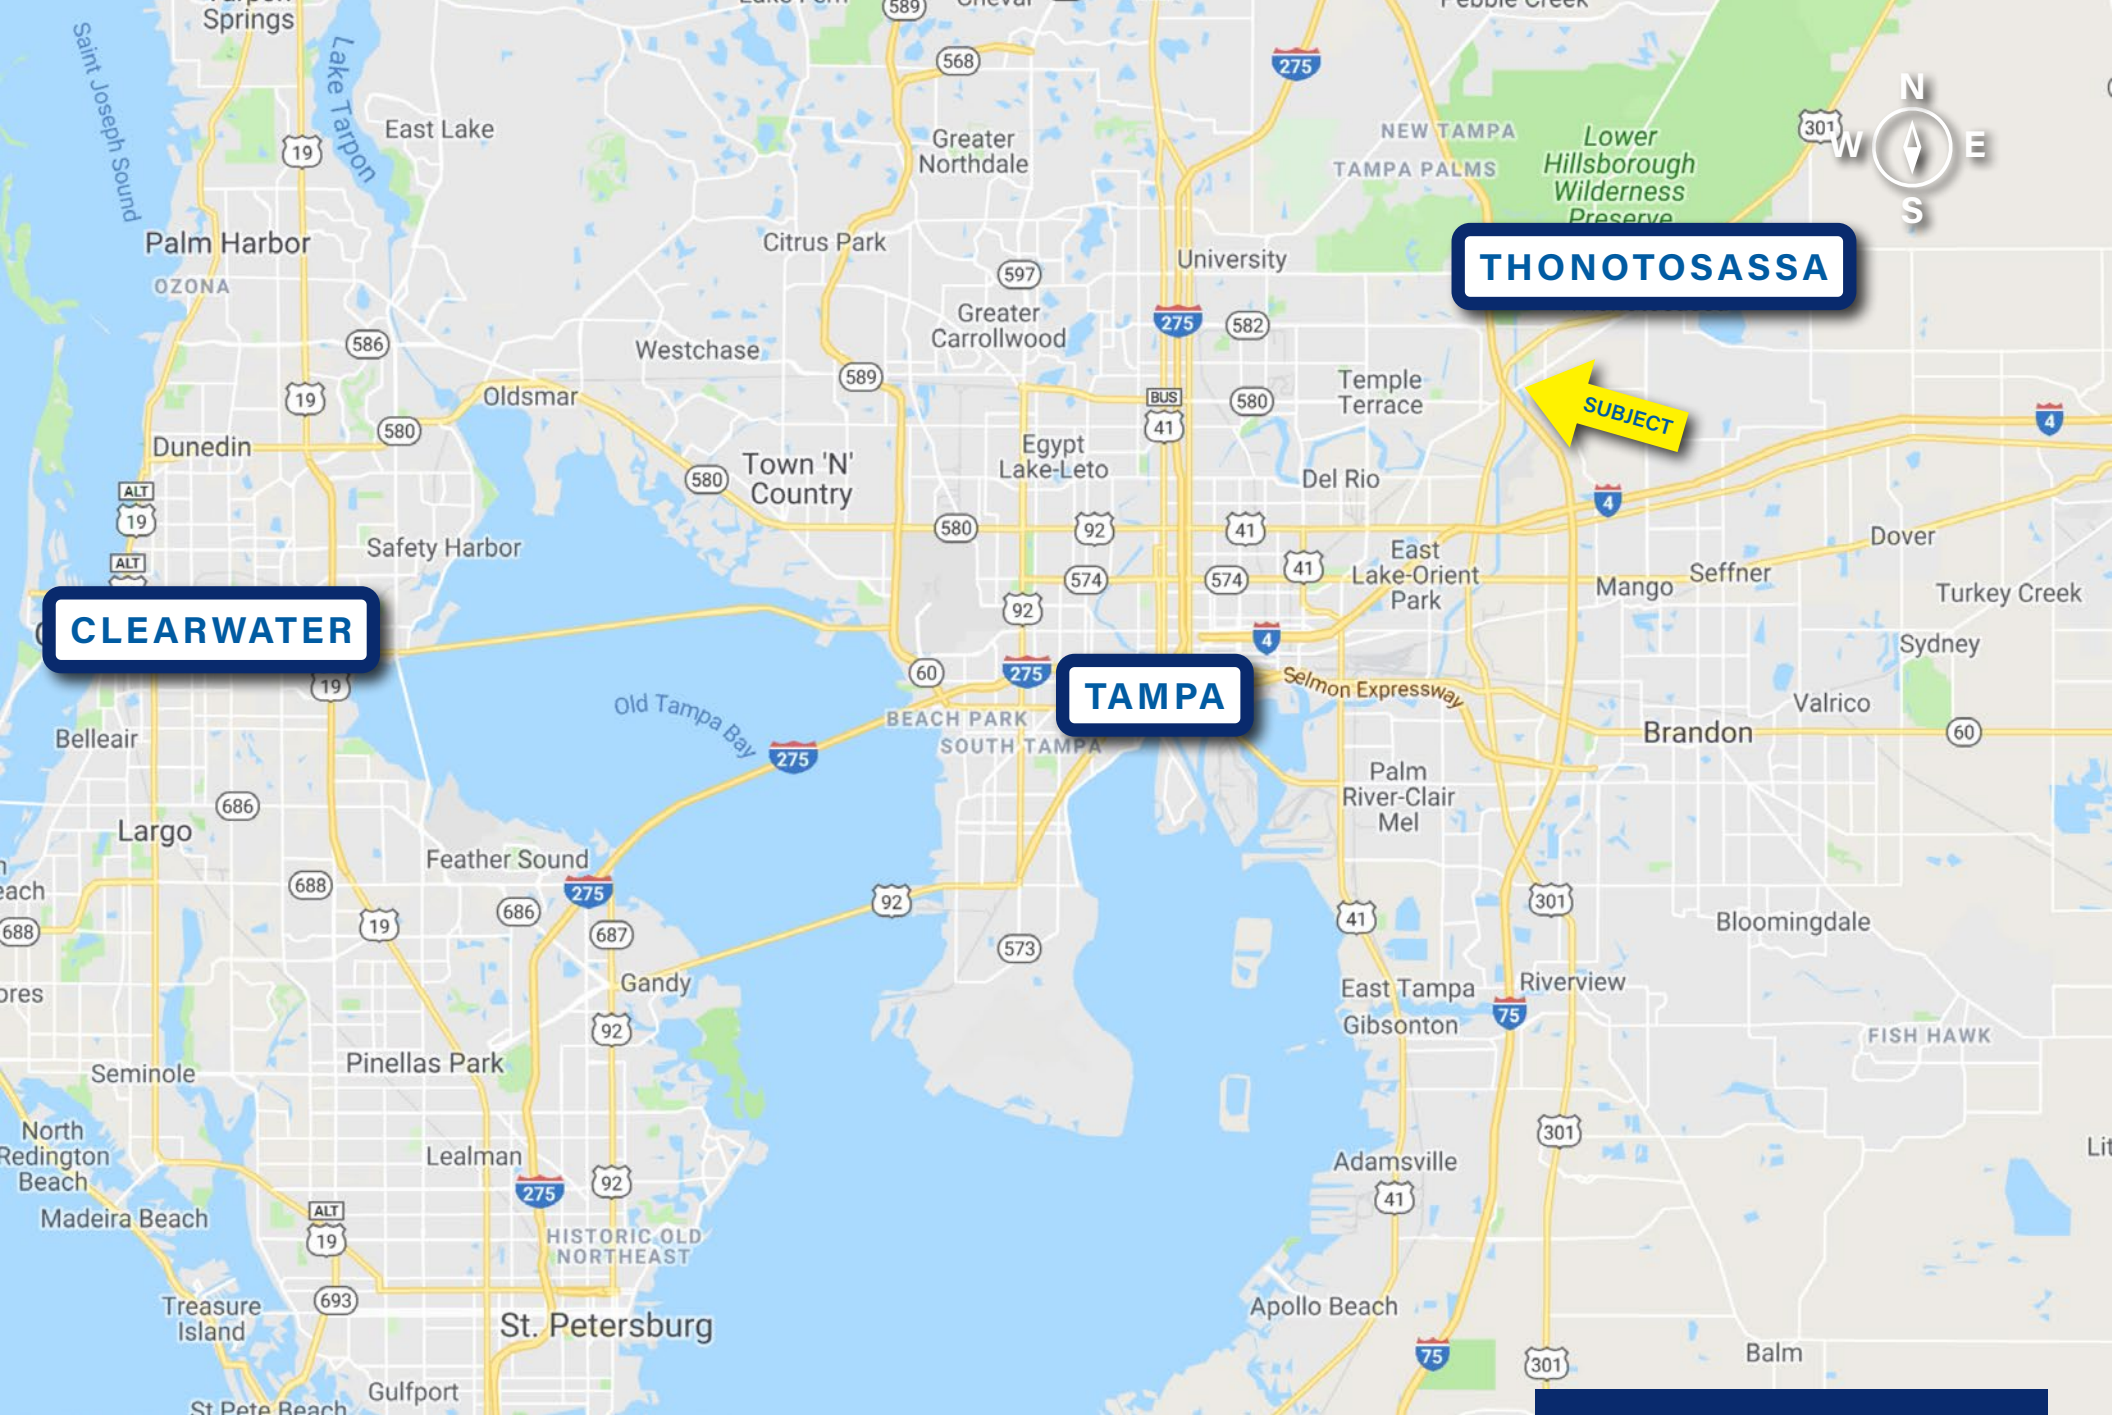 Springs
589
568
275
Pebble Creek
Saint Joseph Sound
Lake Tarpon
19
East Lake
Greater
Northdale
NEW TAMPA
TAMPA PALMS
Lower
Hillsborough
Wilderness
Preserve
301
N
W
E
S
Palm Harbor
OZONA
Citrus Park
597
University
THONOTOSASSA
586
Westchase
Greater
Carrollwood
275
582
589
19
Oldsmar
580
BUS
41
580
Temple
Terrace
SUBJECT
4
Dunedin
Town 'N'
Country
580
Egypt
Lake-Leto
Del Rio
4
ALT
19
580
92
41
Dover
Safety Harbor
ALT
574
574
41
East
Lake-Orient
Park
Mango
Seffner
Turkey Creek
92
CLEARWATER
4
Sydney
19
60
275
TAMPA
Selmon Expressway
Old Tampa Bay
BEACH PARK
SOUTH TAMPA
Valrico
Belleair
275
Brandon
60
Palm
River-Clair
Mel
686
Largo
Feather Sound
275
688
686
92
301
688
19
687
573
41
Bloomingdale
Gandy
East Tampa
Riverview
75
Gibsonton
92
FISH HAWK
Seminole
Pinellas Park
North
Redington
Beach
Lealman
301
Adamsville
275
92
41
Madeira Beach
ALT
19
HISTORIC OLD
NORTHEAST
693
Treasure
Island
St. Petersburg
Apollo Beach
75
301
Balm
Gulfport
St Pete Beach